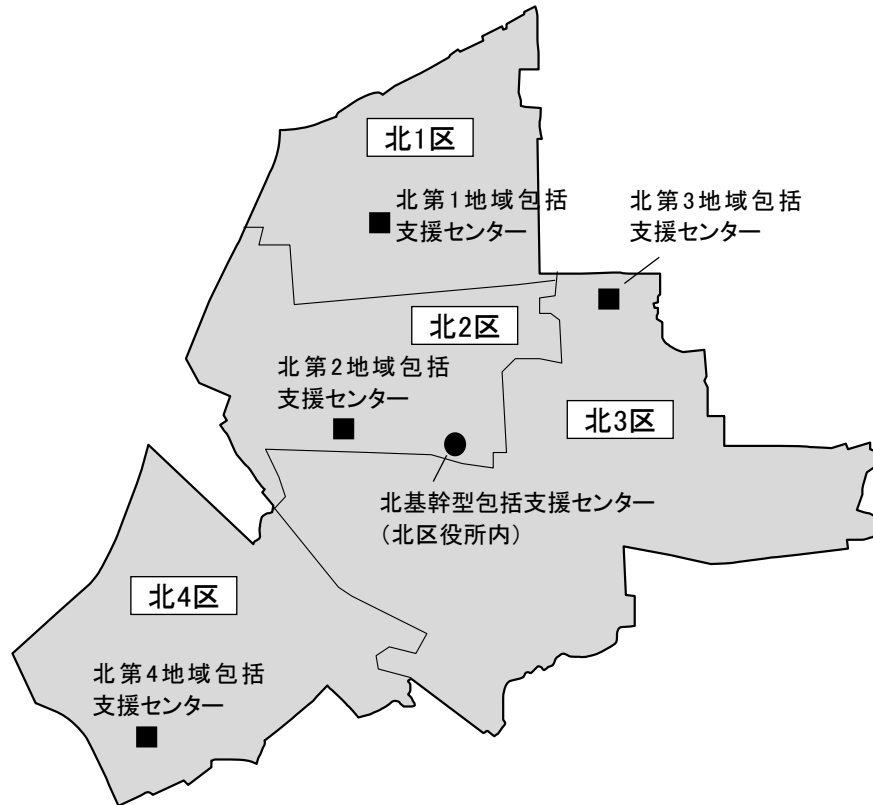 北1区
北第1地域包括
支援センター
北第3地域包括
支援センター
北2区
北第2地域包括
支援センター
北3区
北基幹型包括支援センター
（北区役所内）
北4区
北第4地域包括
支援センター